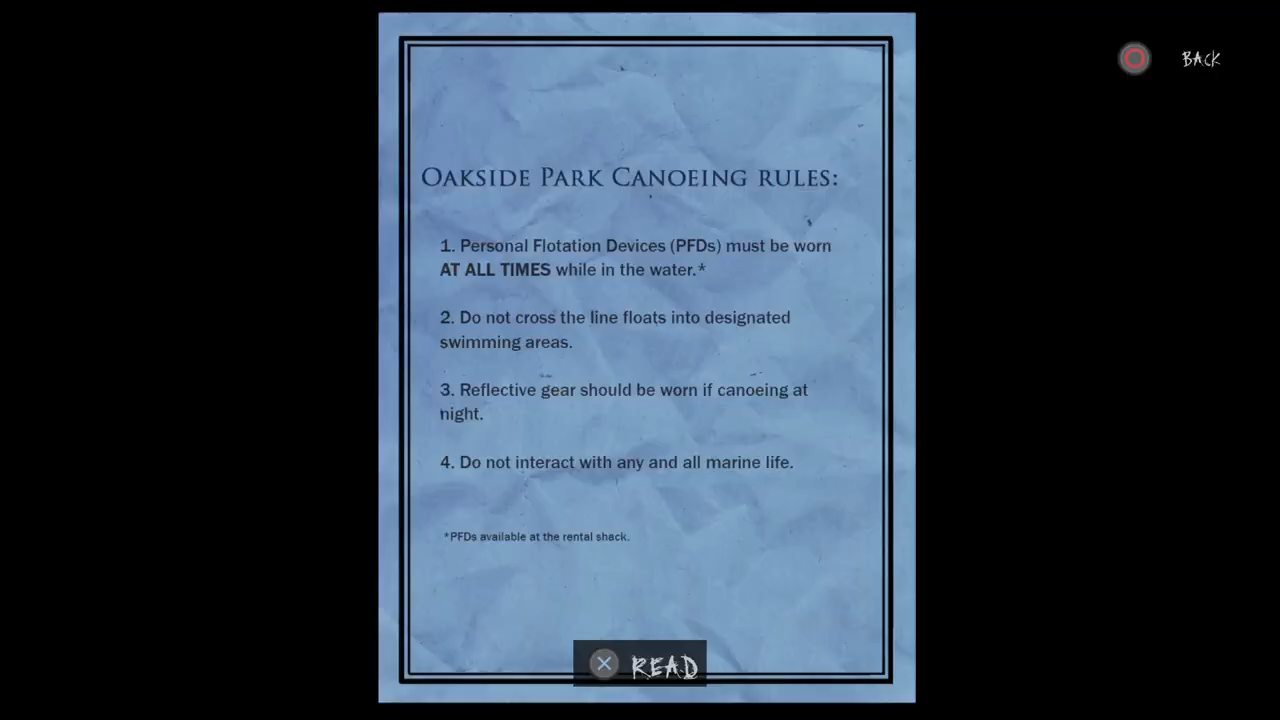 BACK
OAKSIDE PARK CANOEING RULES:
1. Personal Flotation Devices (PFDs) must be worn
AT ALL TIMES while in the water.*
2. Do not cross the line floats into designated
swimming areas.
3. Reflective gear should be worn if canoeing at
night.
4. Do not interact with any and all marine life.
*PFDs available at the rental shack.
READ